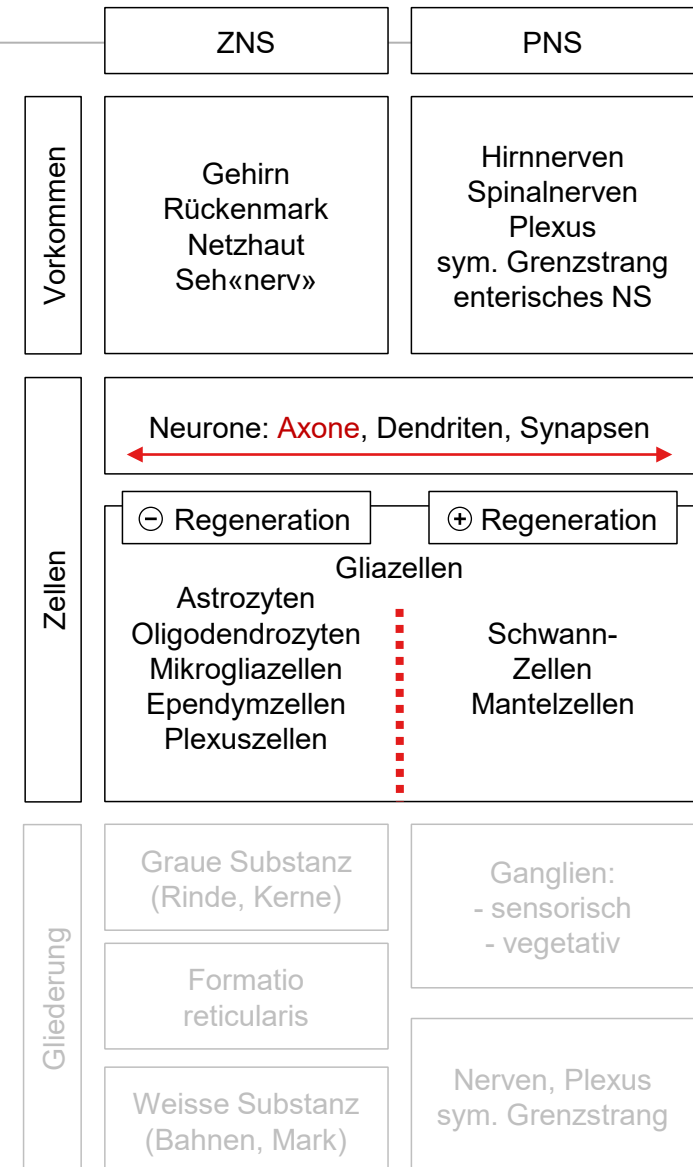 ZNS
PNS
Vorkommen
Gehirn
Rückenmark
Netzhaut
Seh«nerv»
Hirnnerven
Spinalnerven
Plexus
sym. Grenzstrang
enterisches NS
Zellen
Neurone: Axone, Dendriten, Synapsen
⊖ Regeneration
⊕ Regeneration
Gliazellen
Astrozyten
Oligodendrozyten
Mikrogliazellen
Ependymzellen
Plexuszellen
Schwann-
Zellen
Mantelzellen
Gliederung
Graue Substanz
(Rinde, Kerne)
Formatio
reticularis
Weisse Substanz
(Bahnen, Mark)
Ganglien:
- sensorisch
- vegetativ
Nerven, Plexus
sym. Grenzstrang